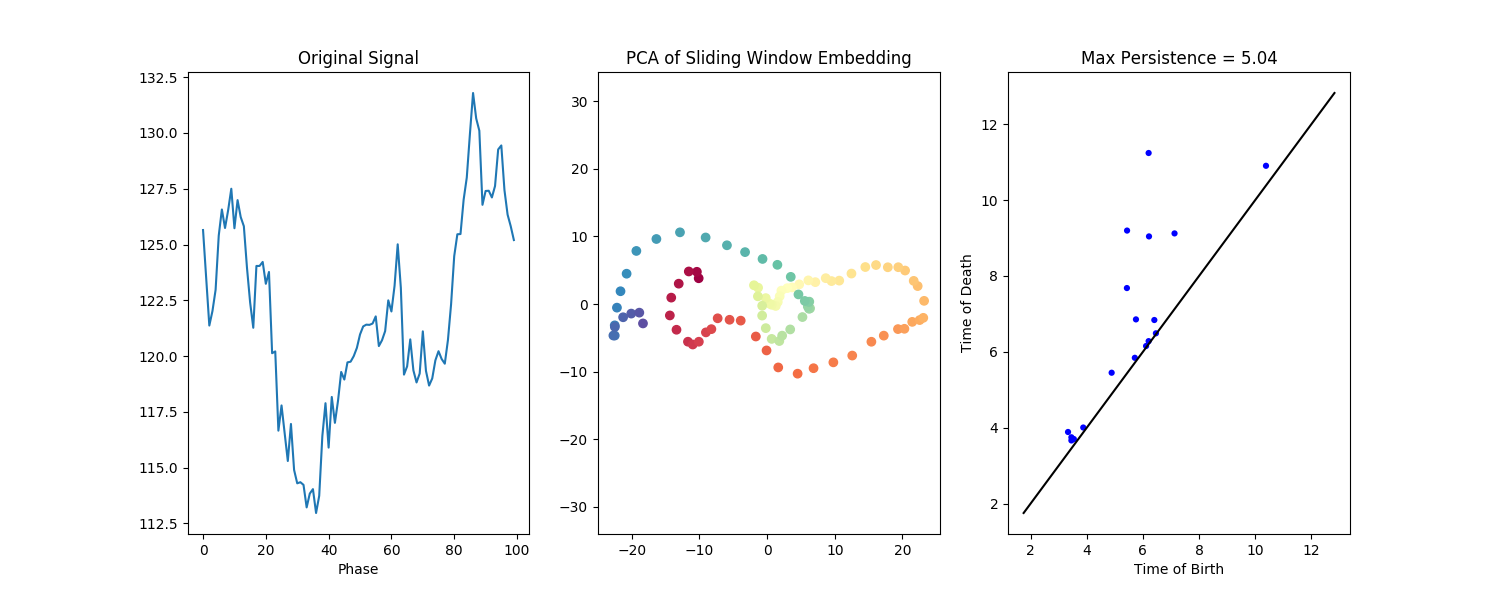 Original Signal
132.5
130.0
127.5
125.0
122.5
120.0
117.5
115.0
112.5
0 20 40 60 80 100
Phase
PCA of Sliding Window Embedding
30
20
10
0
−10
−20
−30
−20 −10 0 10 20
Max Persistence = 5.04
Time of Death
12
10
8
6
4
2
2 4 6 8 10 12
Time of Birth